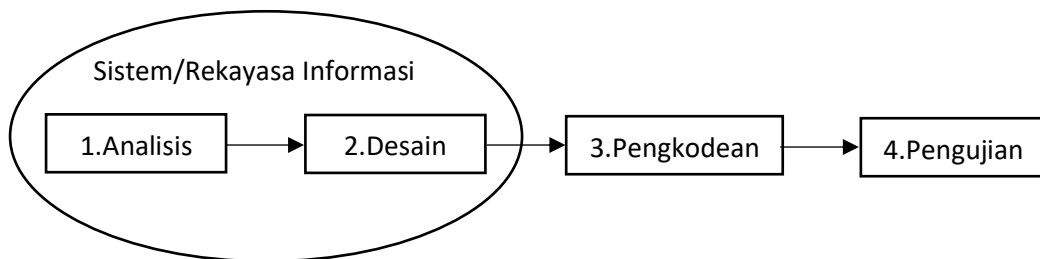 Sistem/Rekayasa Informasi
1.Analisis
2.Desain
3.Pengkodean
4.Pengujian